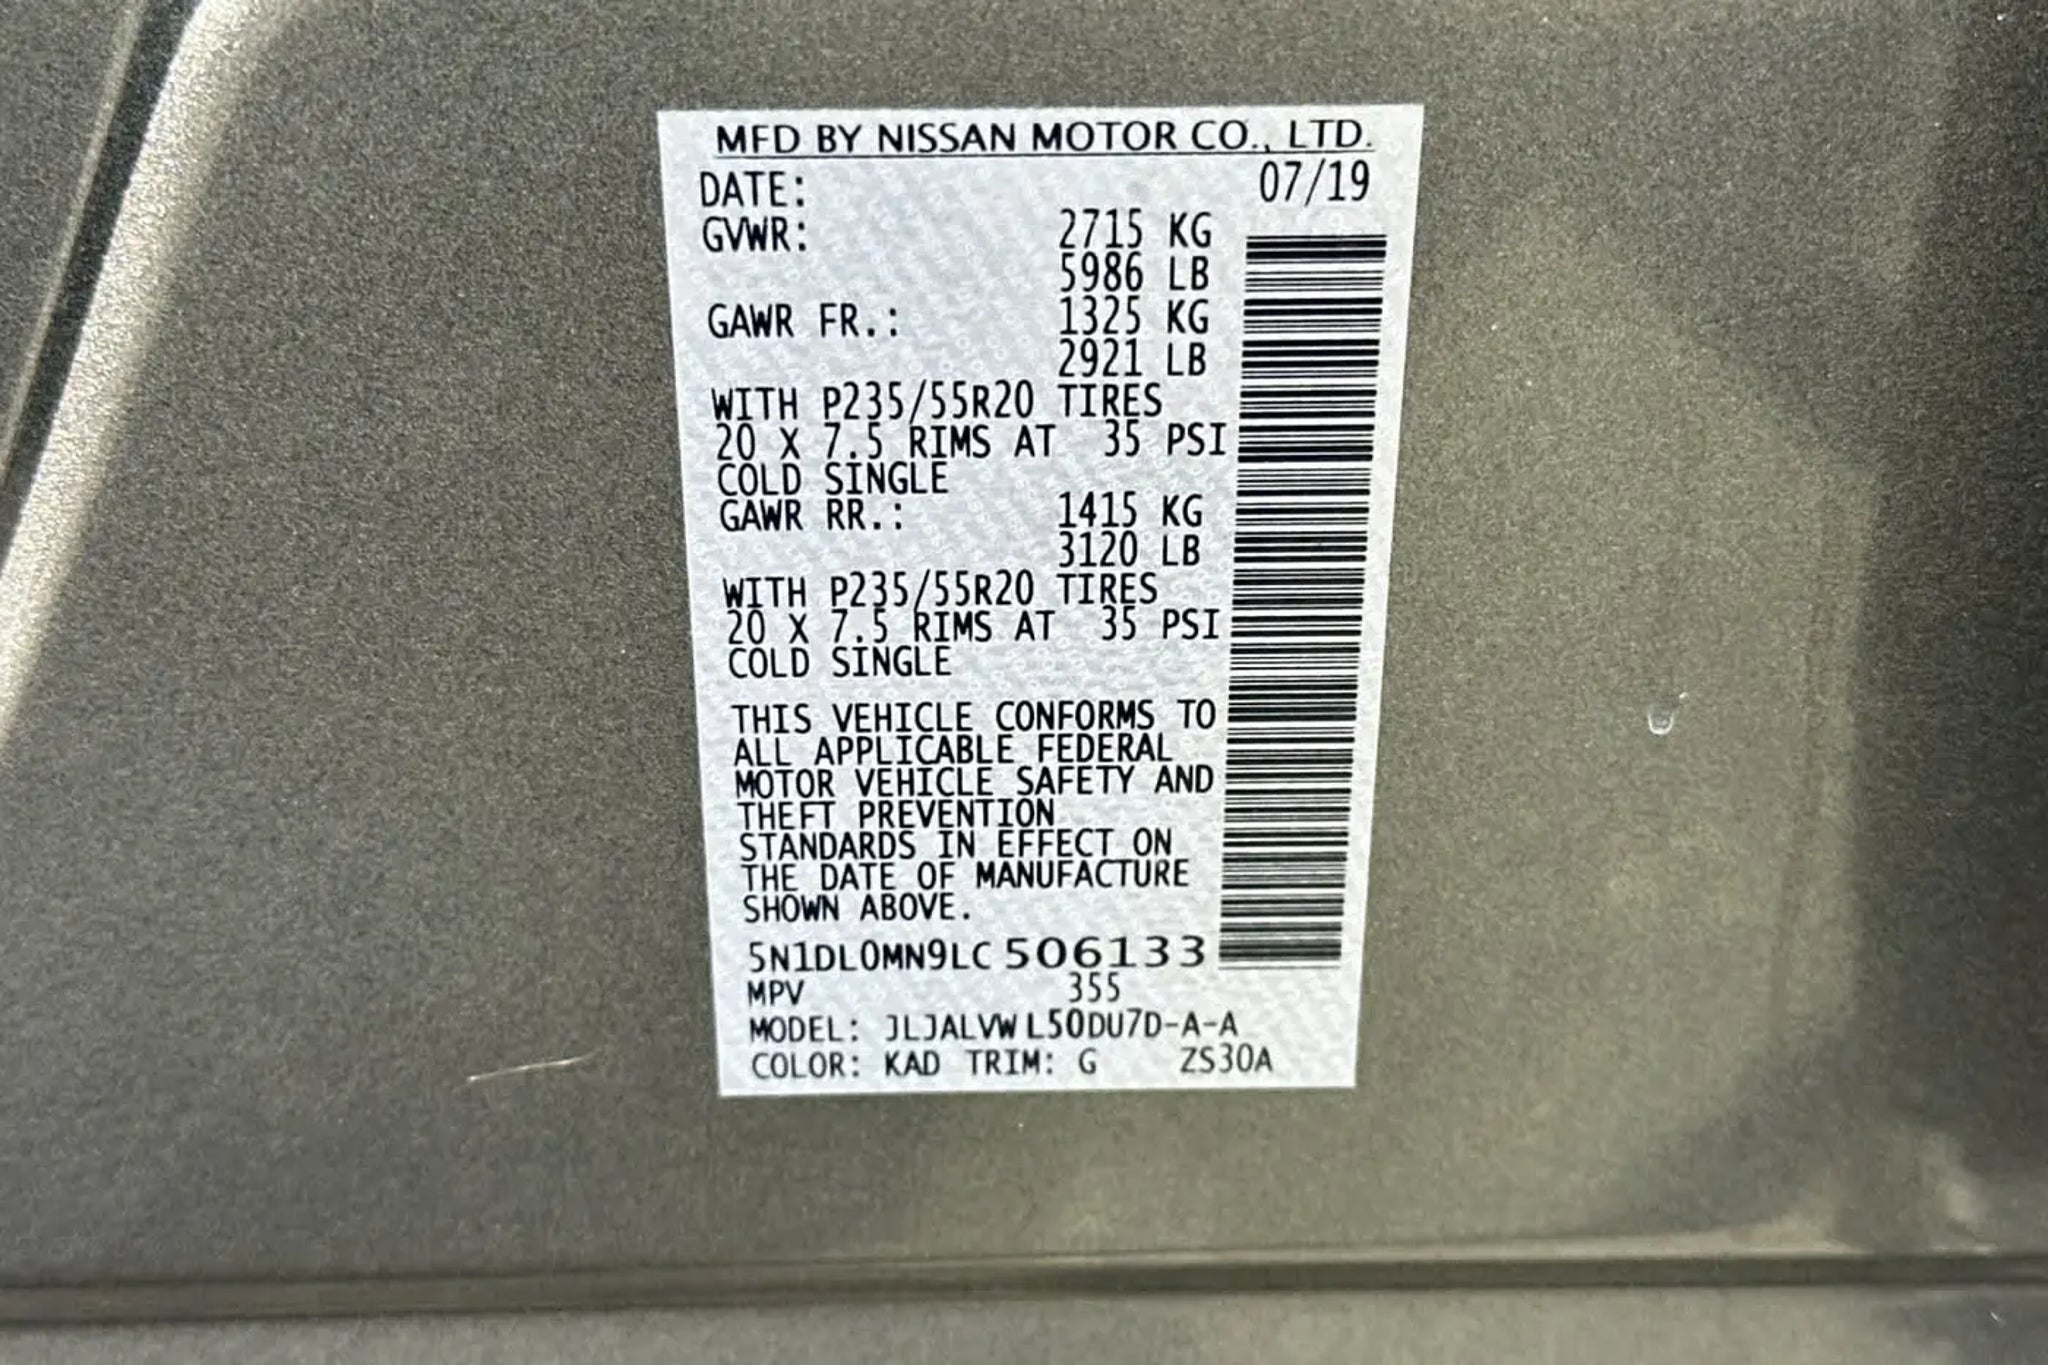 MFD BY NISSAN MOTOR CO., LTD.
DATE: 07/19
GVWR: 2715 KG
5986 LB
GAWR FR.: 1325 KG
2921 LB
WITH P235/55R20 TIRES
20 X 7.5 RIMS AT 35 PSI
COLD SINGLE
GAWR RR.: 1415 KG
3120 LB
WITH P235/55R20 TIRES
20 X 7.5 RIMS AT 35 PSI
COLD SINGLE
THIS VEHICLE CONFORMS TO
ALL APPLICABLE FEDERAL
MOTOR VEHICLE SAFETY AND
THEFT PREVENTION
STANDARDS IN EFFECT ON
THE DATE OF MANUFACTURE
SHOWN ABOVE.
5N1DL0MN9LC 506133
MPV 355
MODEL: JLJALVW L50DU7D-A-A
COLOR: KAD TRIM: G ZS30A